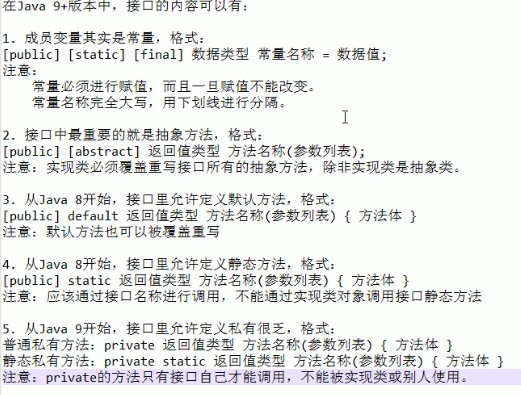 在Java 9+版本中，接口的内容可以有：
1. 成员变量其实是常量，格式：
[public] [static] [final] 数据类型 常量名称 = 数据值;
注意：
常量必须进行赋值，而且一旦赋值不能改变。
常量名称完全大写，用下划线进行分隔。
2. 接口中最重要的就是抽象方法，格式：
[public] [abstract] 返回值类型 方法名称(参数列表);
注意：实现类必须覆盖重写接口所有的抽象方法，除非实现类是抽象类。
3. 从Java 8开始，接口里允许定义默认方法，格式：
[public] default 返回值类型 方法名称(参数列表) { 方法体 }
注意：默认方法也可以被覆盖重写
4. 从Java 8开始，接口里允许定义静态方法，格式：
[public] static 返回值类型 方法名称(参数列表) { 方法体 }
注意：应该通过接口名称进行调用，不能通过实现类对象调用接口静态方法
5. 从Java 9开始，接口里允许定义私有很乏，格式：
普通私有方法：private 返回值类型 方法名称(参数列表) { 方法体 }
静态私有方法：private static 返回值类型 方法名称(参数列表) { 方法体 }
注意：private的方法只有接口自己才能调用，不能被实现类或别人使用。